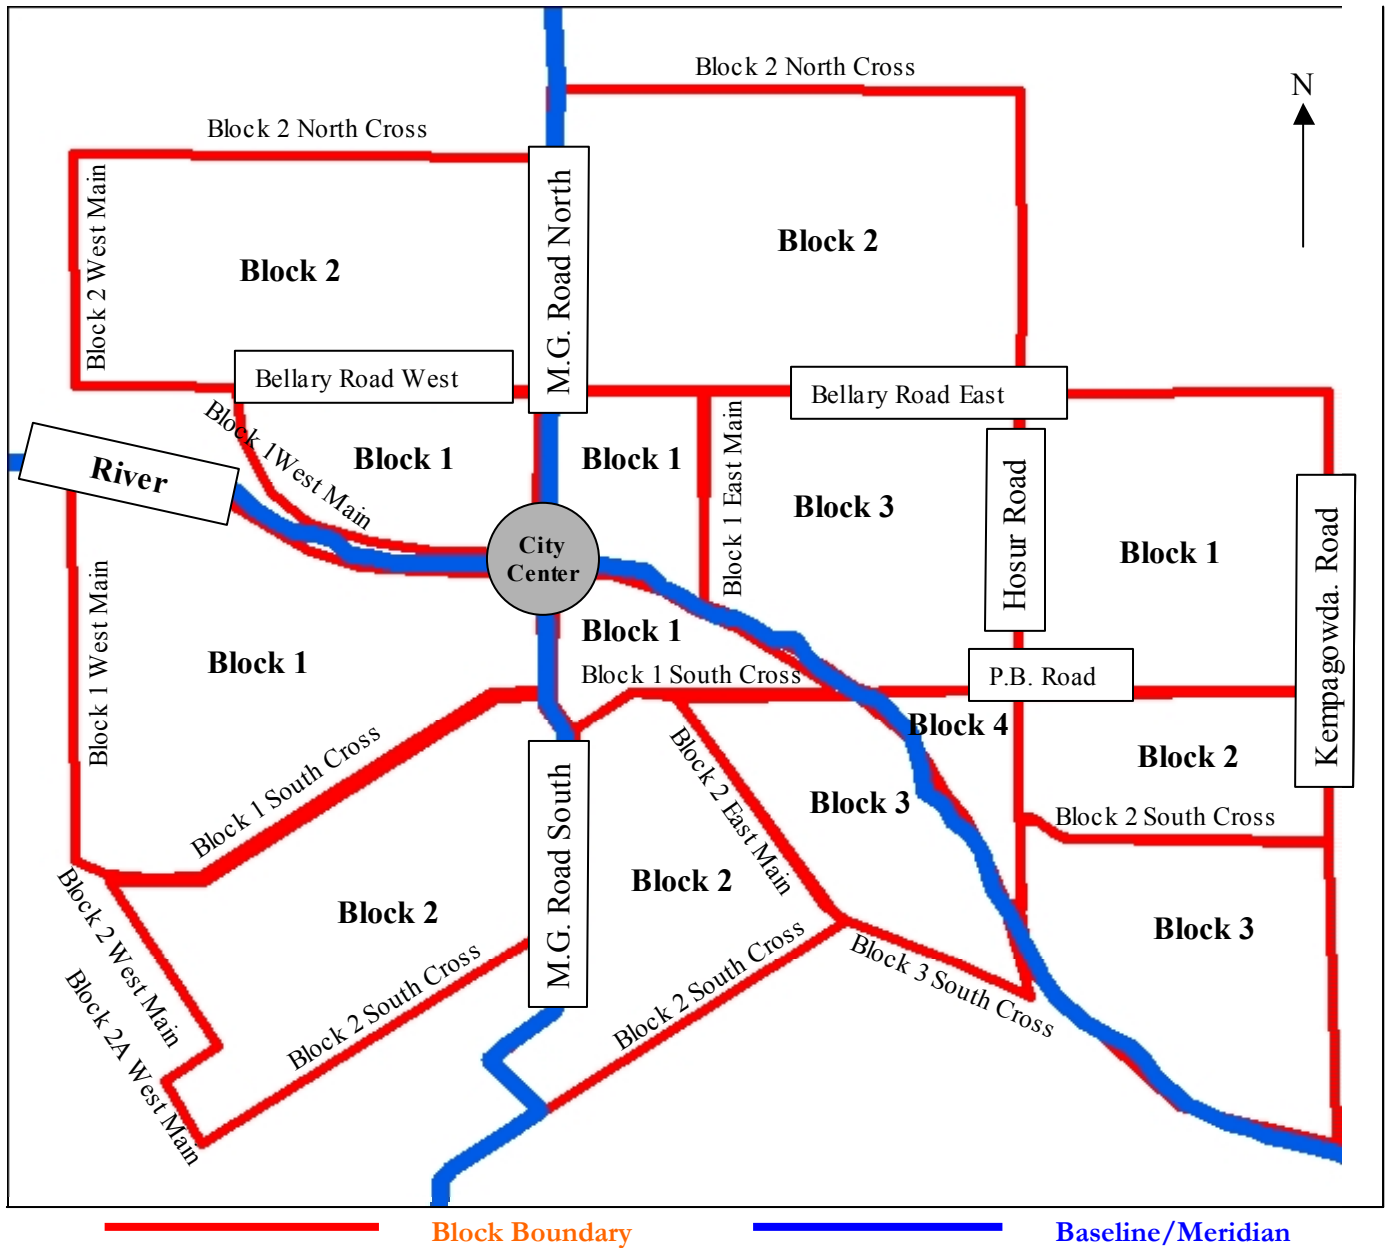 Block 2 North Cross
N
Block 2 North Cross
Block 2 West Main
M.G. Road North
Block 2
Block 2
Bellary Road West
Bellary Road East
Block 1West Main
Block 1
Block 1
Block 1 East Main
Block 3
Hosur Road
Block 1
Kempagowda. Road
River
City
Center
Block 1 West Main
Block 1
Block 1
Block 1 South Cross
P.B. Road
Block 4
Block 2
Block 1 South Cross
M.G. Road South
Block 2 East Main
Block 3
Block 2 South Cross
Block 2 West Main
Block 2
Block 2
Block 3
Block 2A West Main
Block 2 South Cross
Block 2 South Cross
Block 3 South Cross
Block Boundary
Baseline/Meridian